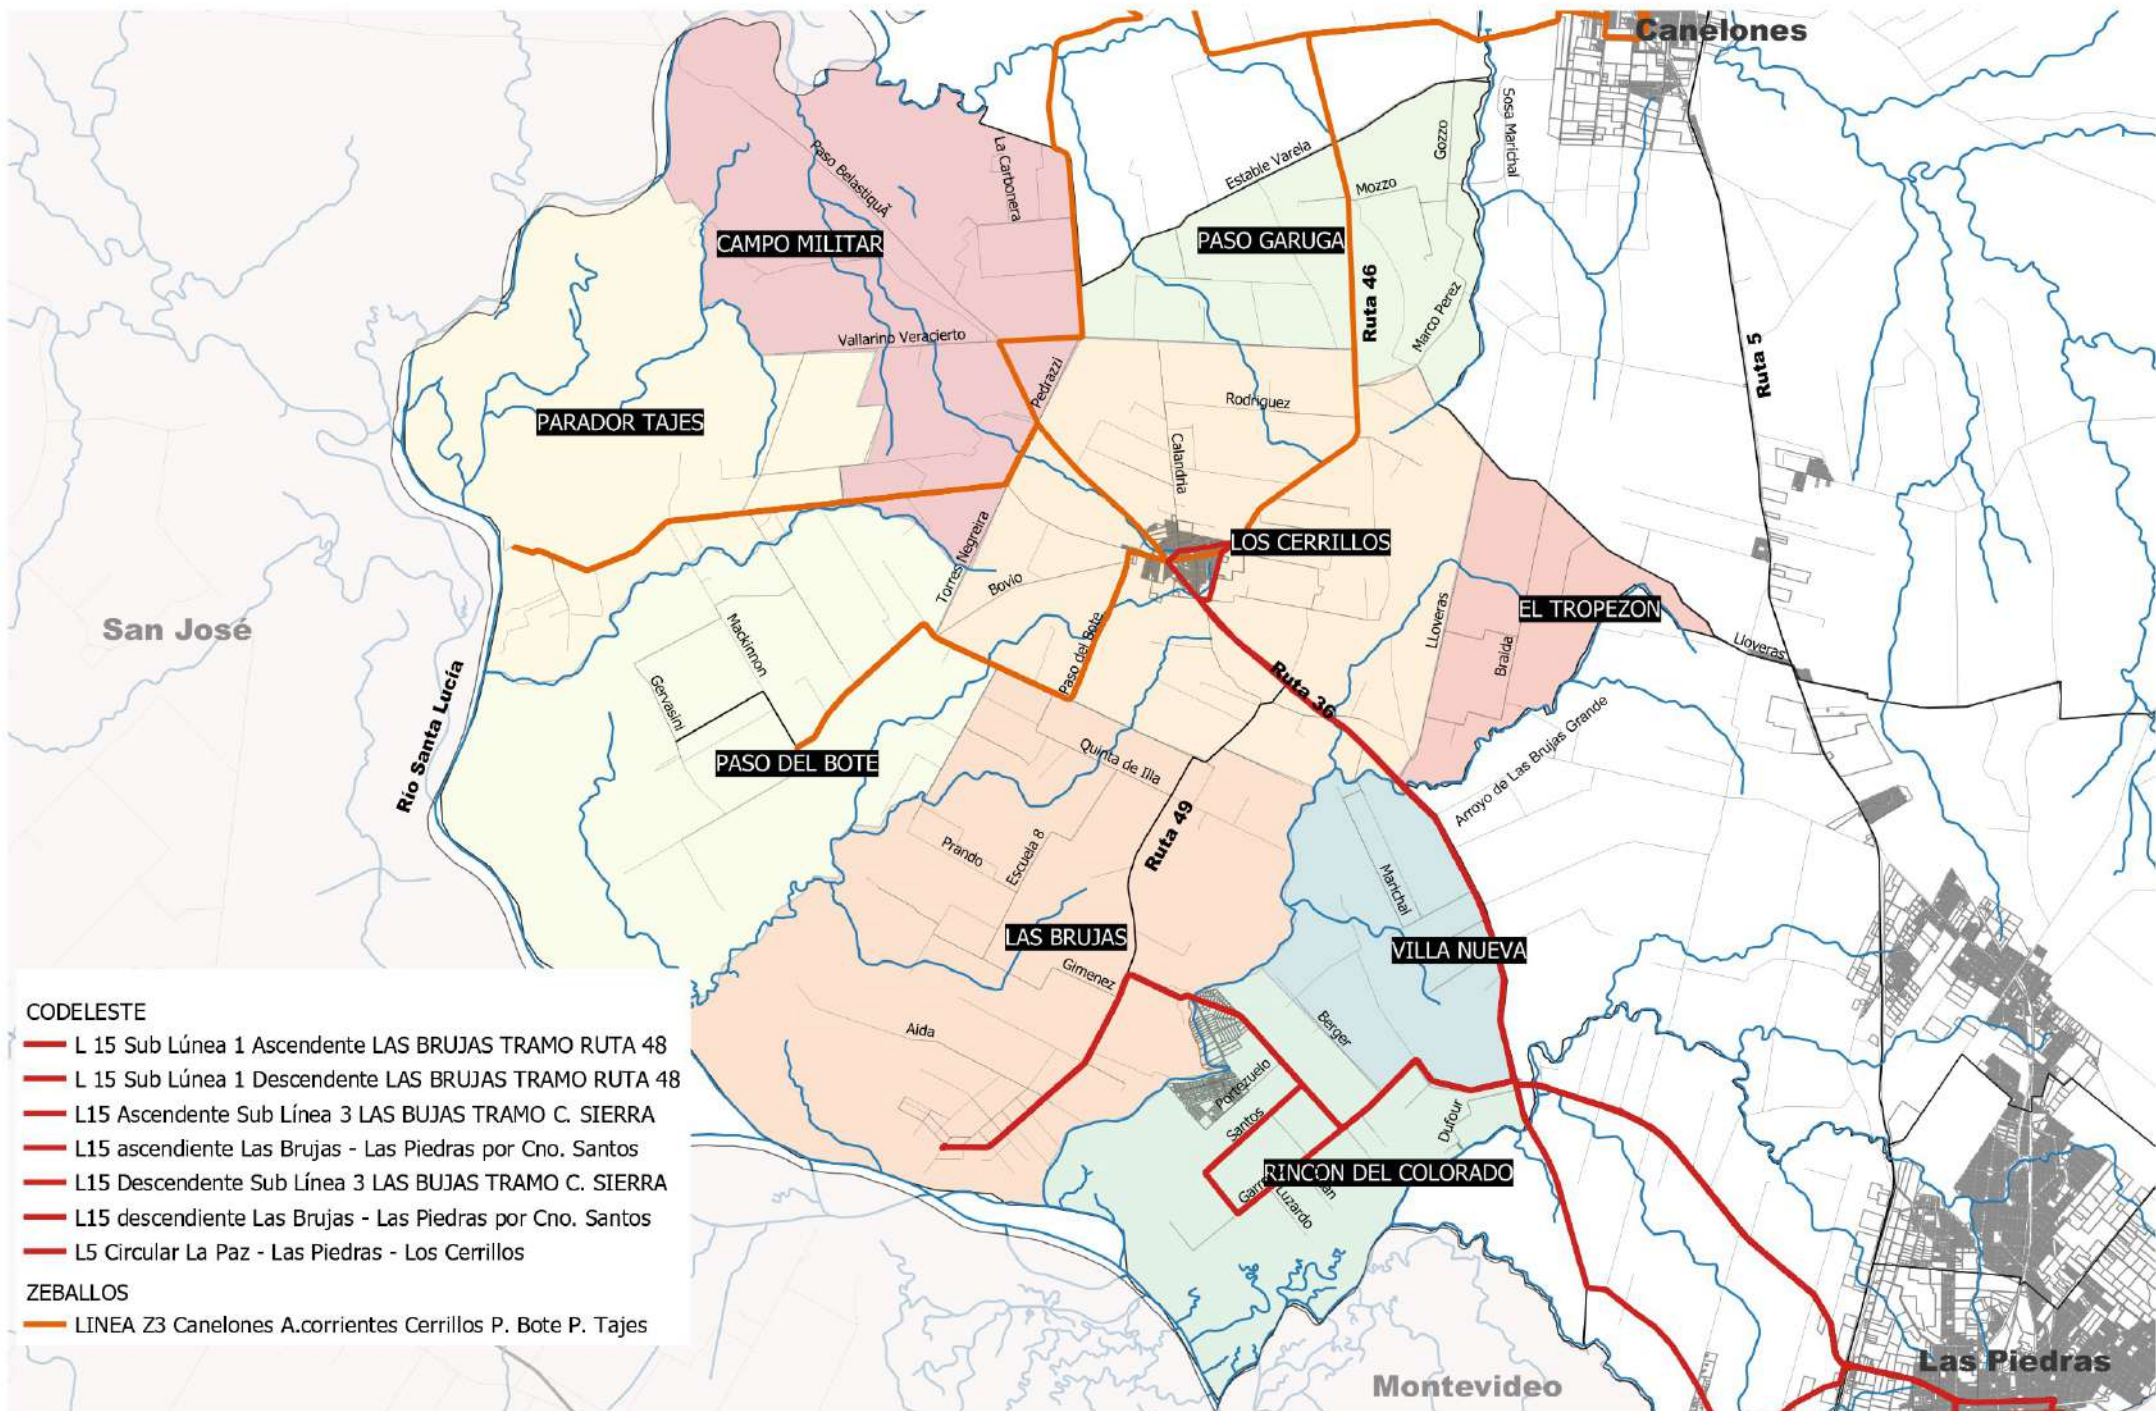 Canelones
Sosa Marichal
Gozzo
La Carbonera
Paso BelastiquÃ
Estable Varela
Mozzo
CAMPO MILITAR
PASO GARUGA
Ruta 46
Marco Perez
Vallarino Veracierto
Ruta 5
Pedrazzi
Rodriguez
PARADOR TAJES
Calandria
LOS CERRILLOS
Torres Negreira
Bovio
EL TROPEZON
LLoveras
Lloveras
Braida
San José
Mackinnon
Paso del Bote
Gervasini
Río Santa Lucía
Ruta 36
PASO DEL BOTE
Quinta de Illa
Arroyo de Las Brujas Grande
Ruta 49
Prando
Escuela 8
Marichal
LAS BRUJAS
VILLA NUEVA
Gimenez
Aida
Berger
Portezuelo
Santos
Dufour
RINCON DEL COLORADO
Luzardo
CODELESTE
L 15 Sub Lúnea 1 Ascendente LAS BRUJAS TRAMO RUTA 48
L 15 Sub Lúnea 1 Descendente LAS BRUJAS TRAMO RUTA 48
L15 Ascendente Sub Línea 3 LAS BUJAS TRAMO C. SIERRA
L15 ascendiente Las Brujas - Las Piedras por Cno. Santos
L15 Descendente Sub Línea 3 LAS BUJAS TRAMO C. SIERRA
L15 descendiente Las Brujas - Las Piedras por Cno. Santos
L5 Circular La Paz - Las Piedras - Los Cerrillos
ZEBALLOS
LINEA Z3 Canelones A.corrientes Cerrillos P. Bote P. Tajes
Las Piedras
Montevideo